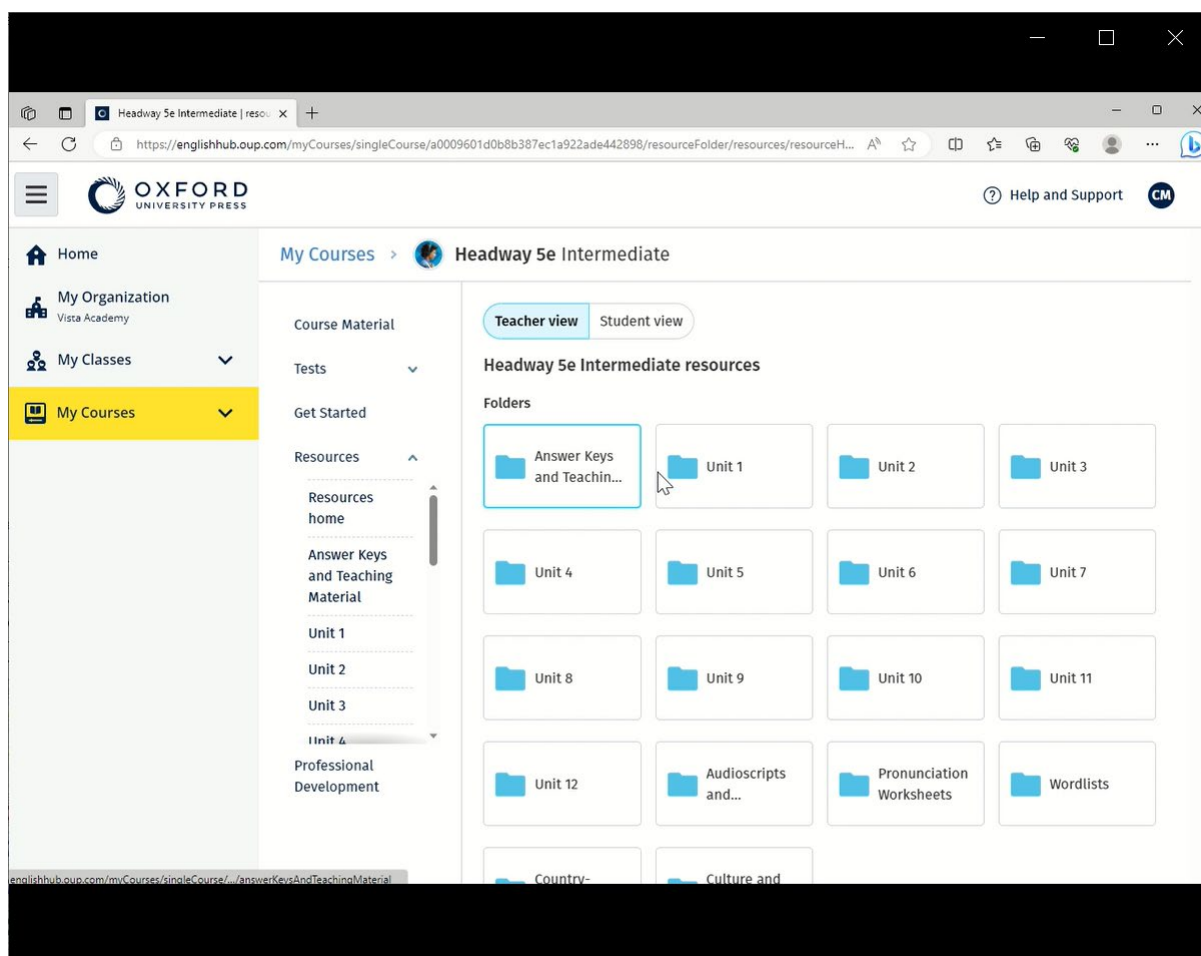 Headway 5e Intermediate | resou
https://englishhub.oup.com/myCourses/singleCourse/a0009601d0b8b387ec1a922ade442898/resourceFolder/resources/resourceH...
OXFORD
UNIVERSITY PRESS
Help and Support
CM
Home
My Organization
Vista Academy
My Classes
My Courses
My Courses > Headway 5e Intermediate
Course Material
Tests
Get Started
Resources
Resources
home
Answer Keys
and Teaching
Material
Unit 1
Unit 2
Unit 3
Unit 4
Professional
Development
Teacher view
Student view
Headway 5e Intermediate resources
Folders
Answer Keys
and Teachin...
Unit 1
Unit 2
Unit 3
Unit 4
Unit 5
Unit 6
Unit 7
Unit 8
Unit 9
Unit 10
Unit 11
Unit 12
Audioscripts
and...
Pronunciation
Worksheets
Wordlists
Country-
Culture and
englishhub.oup.com/myCourses/singleCourse/.../answerKeysAndTeachingMaterial